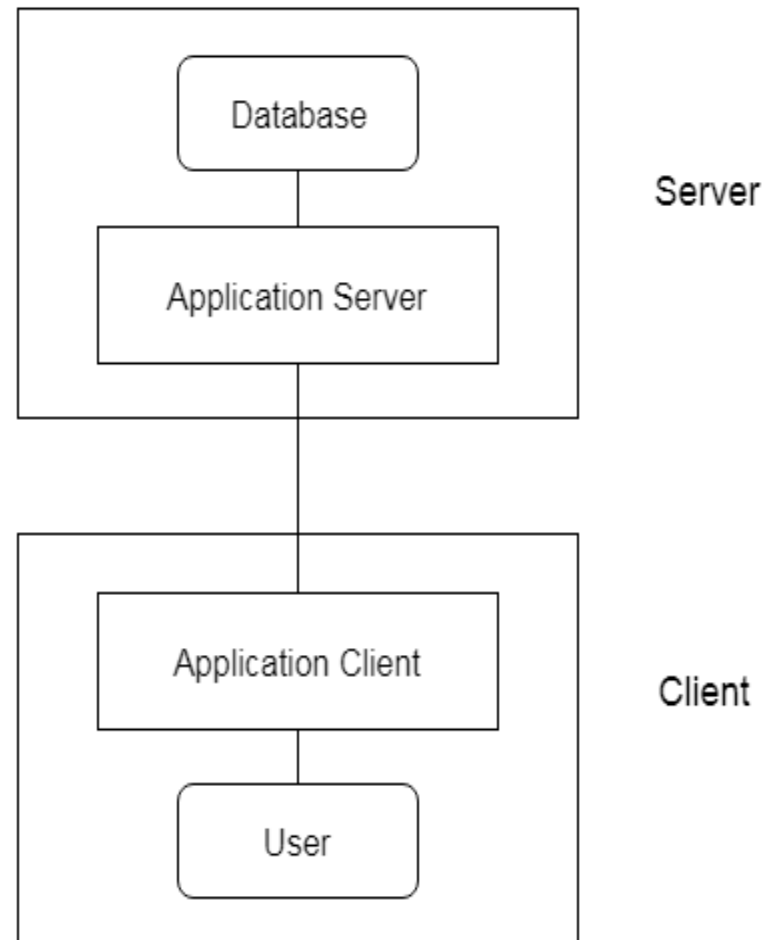 Database
Server
Application Server
Application Client
Client
User